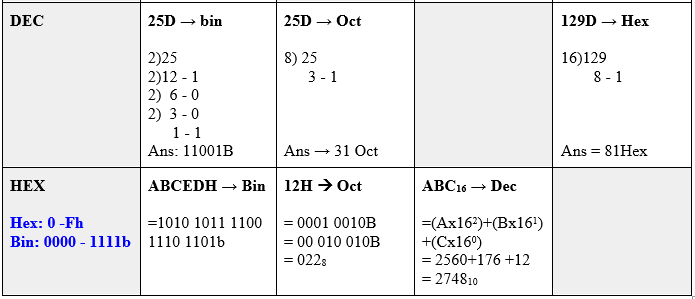 DEC
25D → bin
2)25
2)12 - 1
2) 6 - 0
2) 3 - 0
1 - 1
Ans: 11001B
25D → Oct
8) 25
3 - 1
Ans → 31 Oct
129D → Hex
16)129
8 - 1
Ans = 81Hex
HEX
Hex: 0 -Fh
Bin: 0000 - 1111b
ABCEDH → Bin
=1010 1011 1100
1110 1101b
12H → Oct
= 0001 0010B
= 00 010 010B
= 022₈
ABC₁₆ → Dec
=(Ax16²)+(Bx16¹)
+(Cx16⁰)
= 2560+176 +12
= 2748₁₀